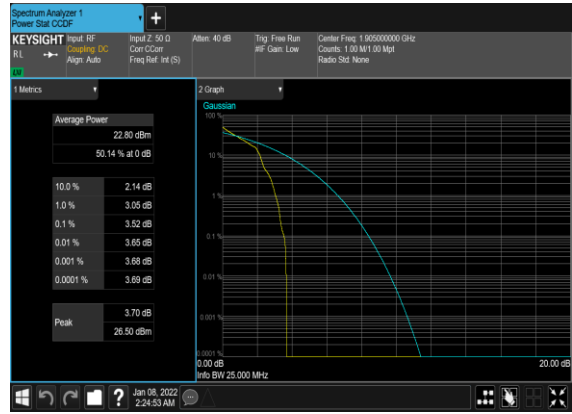 Spectrum Analyzer 1
Power Stat CCDF
KEYSIGHT
RL
Input: RF
Coupling: DC
Align: Auto
Input Z: 50 Ω
Corr CCorr
Freq Ref: Int (S)
Atten: 40 dB
Trig: Free Run
#IF Gain: Low
Center Freq: 1.905000000 GHz
Counts: 1.00 M/1.00 Mpt
Radio Std: None
LW
1 Metrics
Average Power
22.80 dBm
50.14 % at 0 dB
10.0 % 2.14 dB
1.0 % 3.05 dB
0.1 % 3.52 dB
0.01 % 3.65 dB
0.001 % 3.68 dB
0.0001 % 3.69 dB
Peak
3.70 dB
26.50 dBm
2 Graph
Gaussian
100 %
10 %
1 %
0.1 %
0.01 %
0.001 %
0.0001 %
0.00 dB 20.00 dB
Info BW 25.000 MHz
Jan 08, 2022
2:24:53 AM